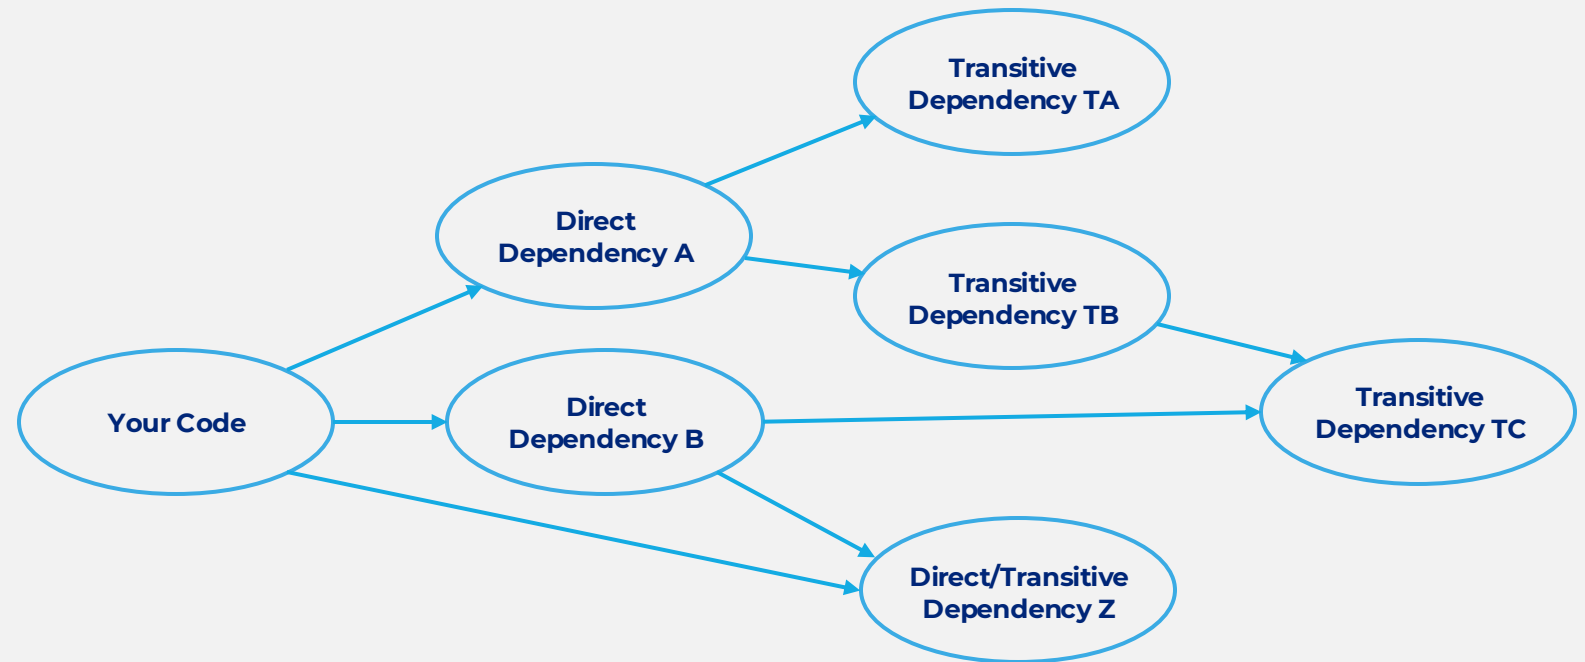 Transitive
Dependency TA
Direct
Dependency A
Transitive
Dependency TB
Your Code
Direct
Dependency B
Transitive
Dependency TC
Direct/Transitive
Dependency Z